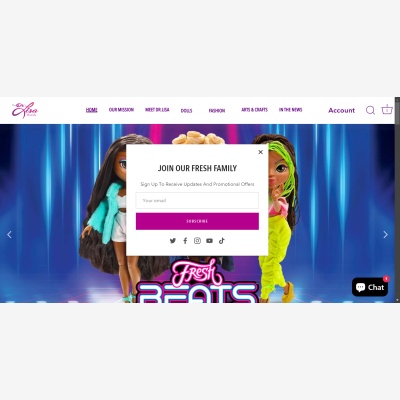 Dr. Lisa
HOME
OUR MISSION
MEET DR.LISA
DOLLS
FASHION
ARTS & CRAFTS
IN THE NEWS
Account
JOIN OUR FRESH FAMILY
Sign Up To Receive Updates And Promotional Offers
Your email
SUBSCRIBE
Fresh
BEATS
Chat
1